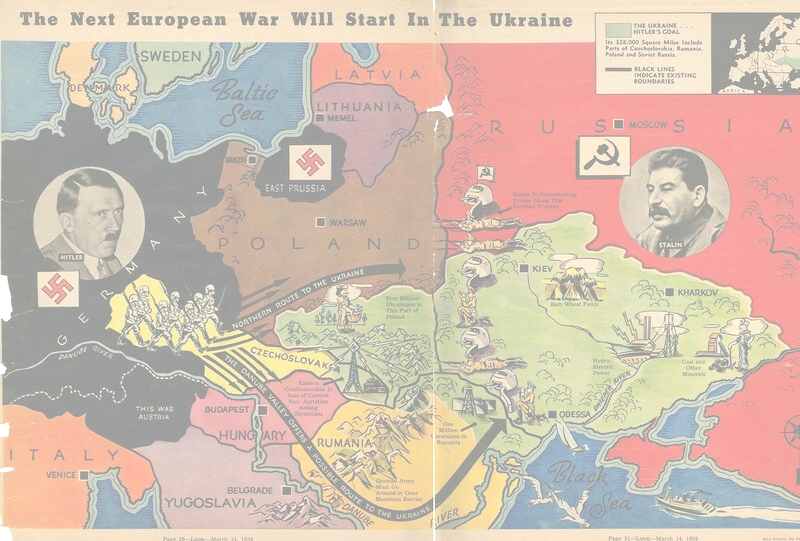 The Next European War Will Start In The Ukraine
THE UKRAINE . . .
HITLER'S GOAL
Its 328,000 Square Miles Include
Parts of Czechoslovakia, Rumania,
Poland and Soviet Russia.
BLACK LINES
INDICATE EXISTING
BOUNDARIES
AFRICA
SWEDEN
DENMARK
Baltic
Sea
LATVIA
LITHUANIA
MEMEL
RUSSIA
MOSCOW
DANZIG
EAST PRUSSIA
HITLER
STALIN
GERMANY
WARSAW
POLAND
Russia Is Concentrating
Troops Along This
Fortified Frontier
NORTHERN ROUTE TO THE UKRAINE
KIEV
Rich Wheat Fields
KHARKOV
Five Million
Ukrainians in
This Part of
Poland
DANUBE RIVER
CZECHOSLOVAKIA
Eastern
Czechoslovakia Is
Seat of Current
Nazi Agitation
Among
Ukrainians
Hydro-
Electric
Power
Coal and
Other
Minerals
THIS WAS
AUSTRIA
BUDAPEST
HUNGARY
THE DANUBE VALLEY OFFERS A POSSIBLE ROUTE TO THE UKRAINE
RUMANIA
One
Million
Ukrainians in
Rumania
ODESSA
ITALY
VENICE
BELGRADE
YUGOSLAVIA
German Army
Must Go
Around or Over
Mountain Barrier
DANUBE
RIVER
Black
Sea
Page 20—Look—March 14, 1939
Page 21—Look—March 14, 1939